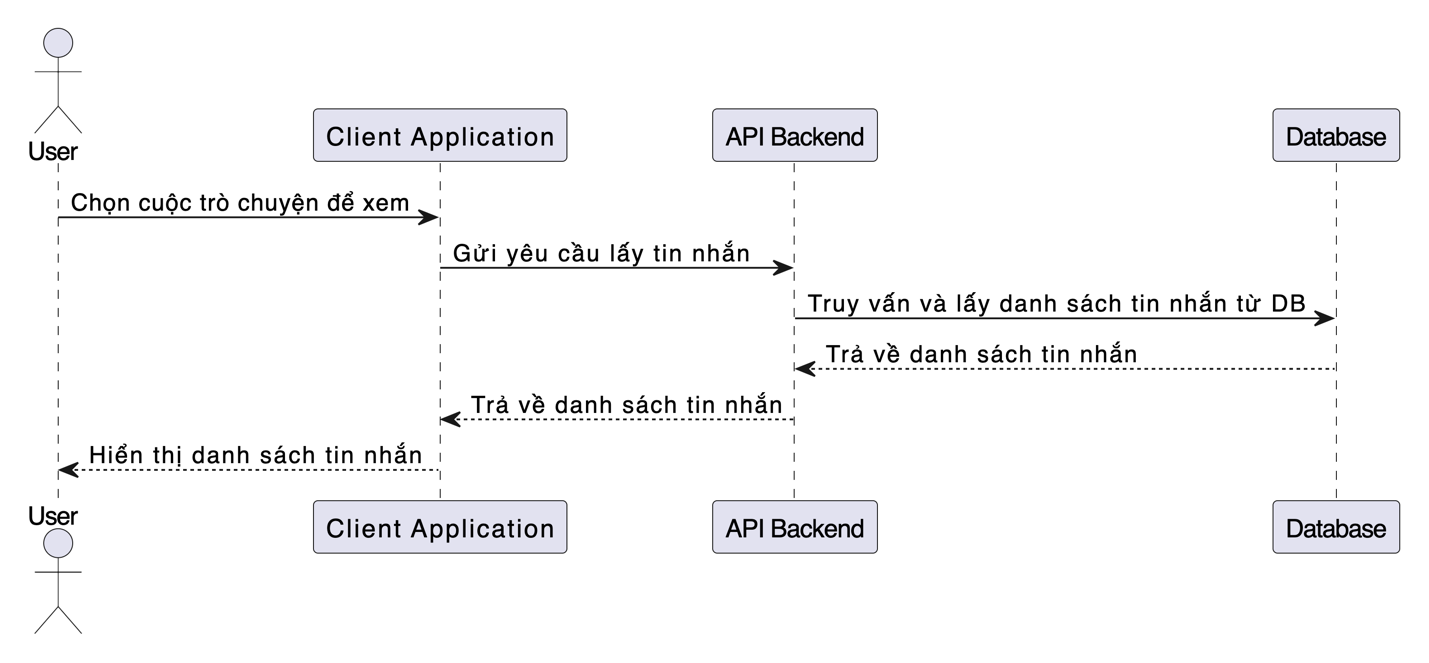 User
Client Application
API Backend
Database
Chọn cuộc trò chuyện để xem
Gửi yêu cầu lấy tin nhắn
Truy vấn và lấy danh sách tin nhắn từ DB
Trả về danh sách tin nhắn
Trả về danh sách tin nhắn
Hiển thị danh sách tin nhắn
User
Client Application
API Backend
Database